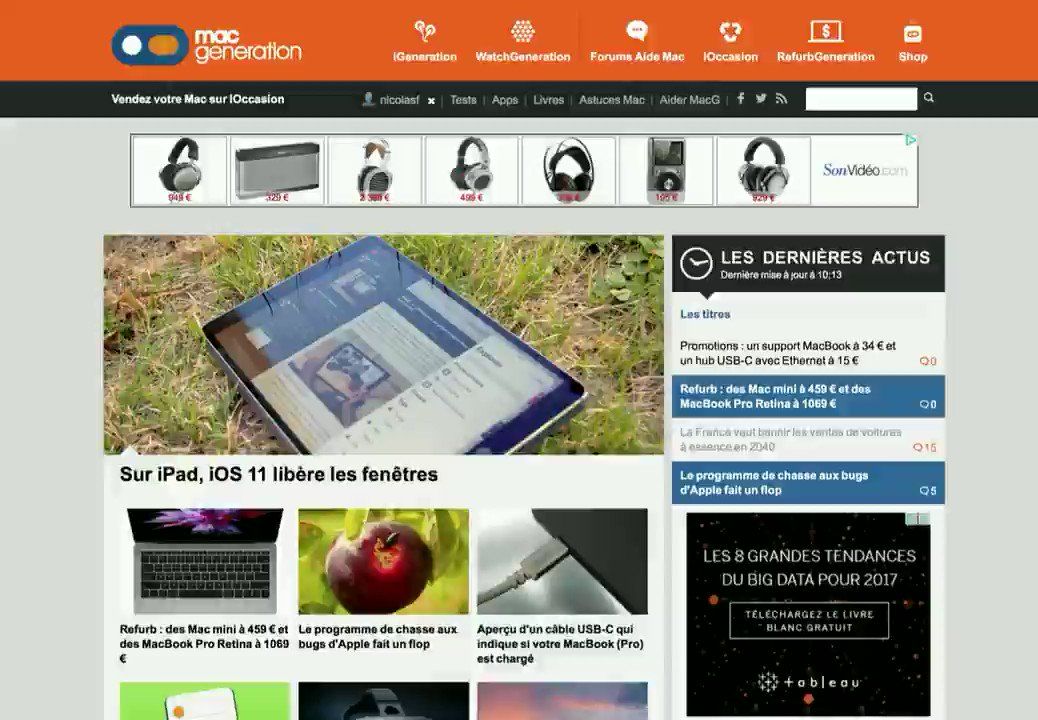 mac
generation
iGeneration
WatchGeneration
Forums Aide Mac
iOccasion
RefurbGeneration
Shop
Vendez votre Mac sur iOccasion
nicolasf
Tests | Apps | Livres | Astuces Mac | Aider MacG
949 €
329 €
499 €
SonVidéo.com
LES DERNIÈRES ACTUS
Dernière mise à jour à 10:13
Les titres
Promotions : un support MacBook à 34 € et
un hub USB-C avec Ethernet à 15 €
0
Refurb : des Mac mini à 459 € et des
MacBook Pro Retina à 1069 €
0
La France veut bannir les ventes de voitures
à essence en 2040
15
Le programme de chasse aux bugs
d'Apple fait un flop
5
Sur iPad, iOS 11 libère les fenêtres
Refurb : des Mac mini à 459 € et
des MacBook Pro Retina à 1069
€
Le programme de chasse aux
bugs d'Apple fait un flop
Aperçu d'un câble USB-C qui
indique si votre MacBook (Pro)
est chargé
LES 8 GRANDES TENDANCES
DU BIG DATA POUR 2017
TÉLÉCHARGEZ LE LIVRE
BLANC GRATUIT
+ableau